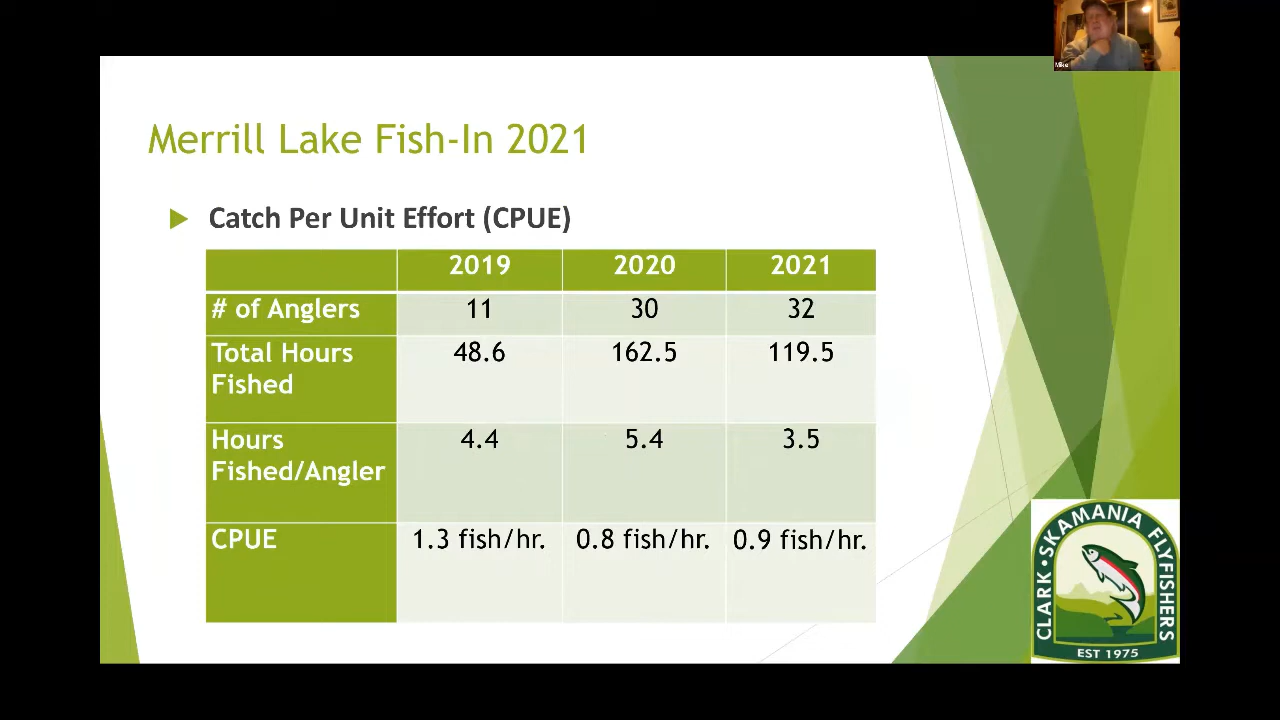 Mike
Merrill Lake Fish-In 2021
Catch Per Unit Effort (CPUE)
2019 2020 2021
# of Anglers 11 30 32
Total Hours 48.6 162.5 119.5
Fished
Hours 4.4 5.4 3.5
Fished/Angler
CPUE 1.3 fish/hr. 0.8 fish/hr. 0.9 fish/hr.
CLARK • SKAMANIA FLYFISHERS
EST 1975